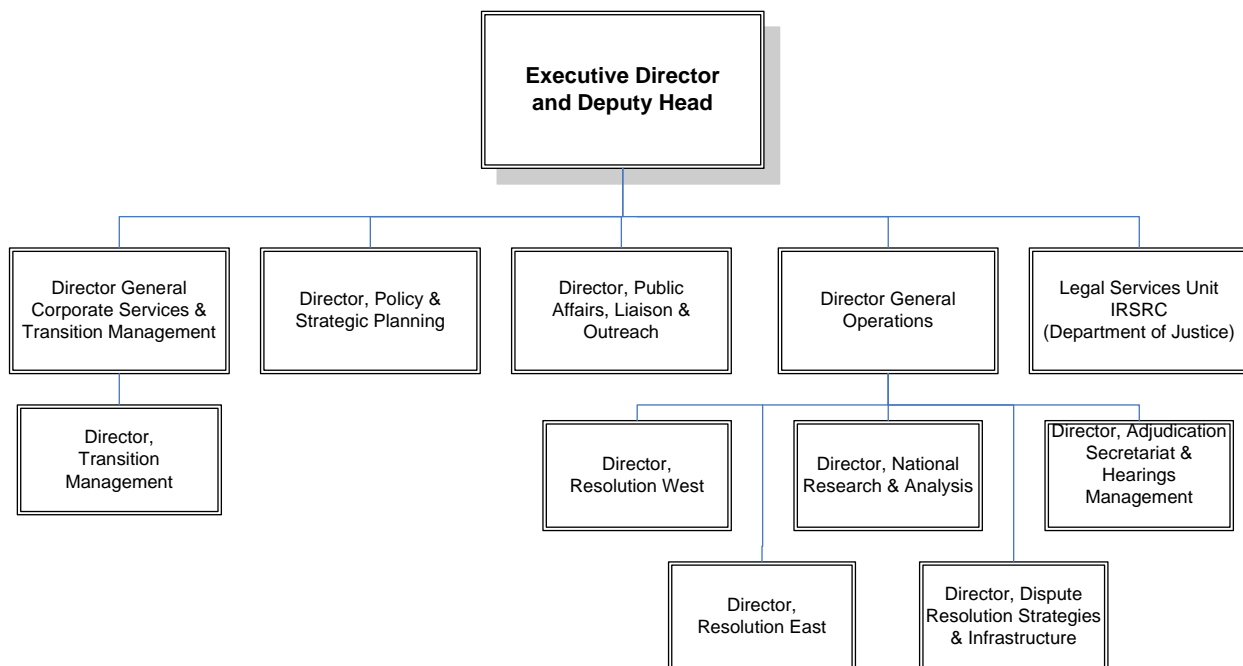 Executive Director
and Deputy Head
Director General
Corporate Services &
Transition Management
Director, Policy &
Strategic Planning
Director, Public
Affairs, Liaison &
Outreach
Director General
Operations
Legal Services Unit
IRSRC
(Department of Justice)
Director,
Transition
Management
Director,
Resolution West
Director, National
Research & Analysis
Director, Adjudication
Secretariat &
Hearings
Management
Director,
Resolution East
Director, Dispute
Resolution Strategies
& Infrastructure